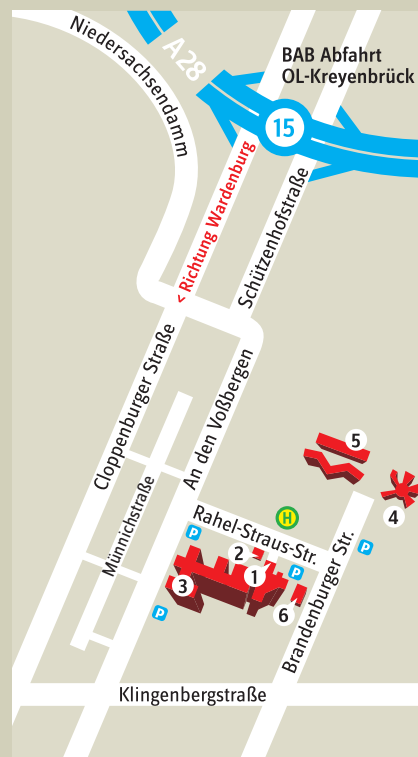 Niedersachsendamm
A28
BAB Abfahrt
OL-Kreyenbrück
15
< Richtung Wardenburg
Schützenhofstraße
Cloppenburger Straße
An den Voßbergen
Münnichstraße
5
4
H
Rahel-Straus-Str.
P
2
P
P
1
3
6
P
Brandenburger Str.
Klingenbergstraße